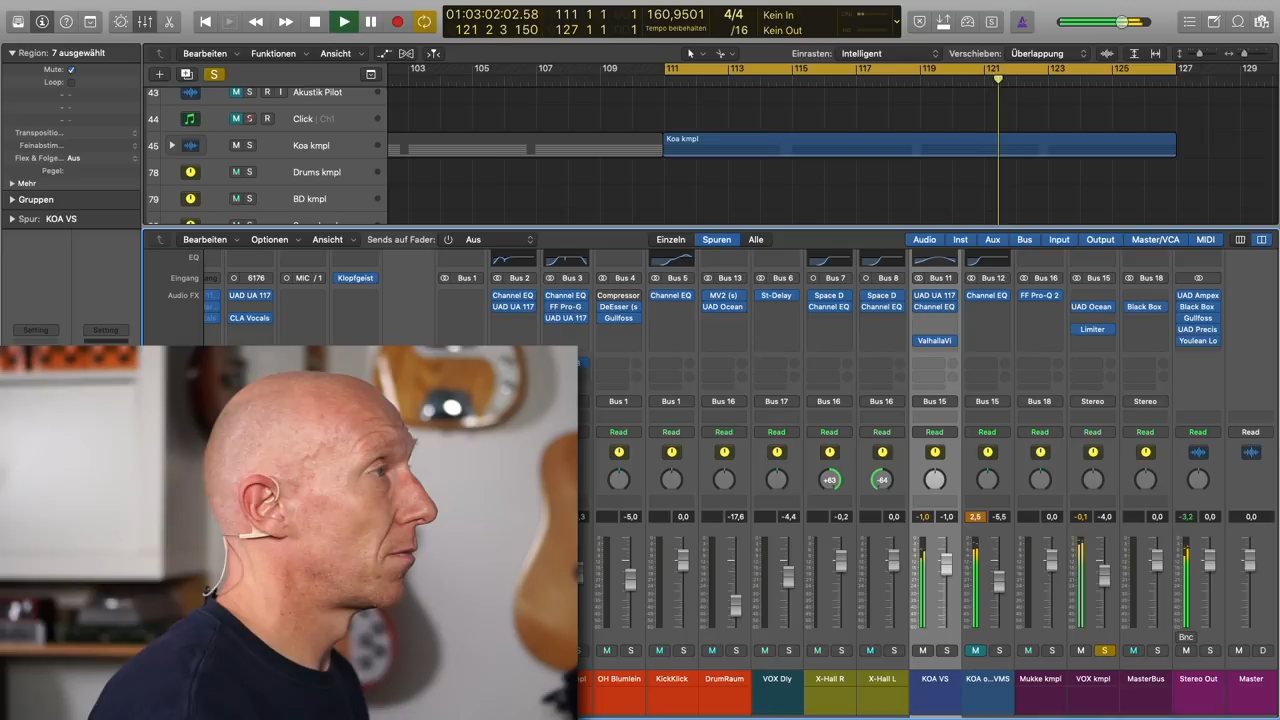 01:03:02:02.58
121 2 3 150
111 1 1 1
127 1 1 1
160,9501
Tempo beibehalten
4/4
/16
Kein In
Kein Out
CPU
Region: 7 ausgewählt
Mute:
Loop:
Transpositio...
Feinabstim...
Flex & Folge... Aus
Pegel:
Mehr
Gruppen
Spur: KOA VS
Setting
Setting
Bearbeiten
Funktionen
Ansicht
Einrasten: Intelligent
Verschieben: Überlappung
S
103 105 107 109 111 113 115 117 119 121 123 125 127 129
43 M S R I Akustik Pilot
44 M S R Click | Ch1
45 M S Koa kmpl
Koa kmpl
78 M S Drums kmpl
79 M S BD kmpl
Bearbeiten Optionen Ansicht Sends auf Fader: Aus
Einzeln Spuren Alle
Audio Inst Aux Bus Input Output Master/VCA MIDI
EQ
Eingang 6176 MIC /1 Klopfgeist Bus 1 Bus 2 Bus 3 Bus 4 Bus 5 Bus 13 Bus 6 Bus 7 Bus 8 Bus 11 Bus 12 Bus 16 Bus 15 Bus 18
Audio FX UAD UA 117 Channel EQ Channel EQ Compressor Channel EQ MV2 (s) St-Delay Space D Space D UAD UA 117 Channel EQ FF Pro-Q 2 UAD Ampex
UAD UA 117 FF Pro-G DeEsser (s UAD Ocean Channel EQ Channel EQ Channel EQ UAD Ocean Black Box Black Box
CLA Vocals UAD UA 117 Gullfoss Gullfoss
Limiter UAD Precis
ValhallaVi Youlean Lo
Bus 1 Bus 1 Bus 16 Bus 17 Bus 16 Bus 16 Bus 15 Bus 15 Bus 18 Stereo Stereo
Read Read Read Read Read Read Read Read Read Read Read Read Read
+63 -64
-5,0 0,0 -17,6 -4,4 -0,2 0,0 -1,0 -1,0 2,5 -5,5 0,0 -0,1 -4,0 0,0 -3,2 0,0 0,0
Bnc
M S M S M S M S M S M S M S M S M S M S M S M S M D
OH Blumlein KickKlick DrumRaum VOX Dly X-Hall R X-Hall L KOA VS KOA o...VMS Mukke kmpl VOX kmpl MasterBus Stereo Out Master